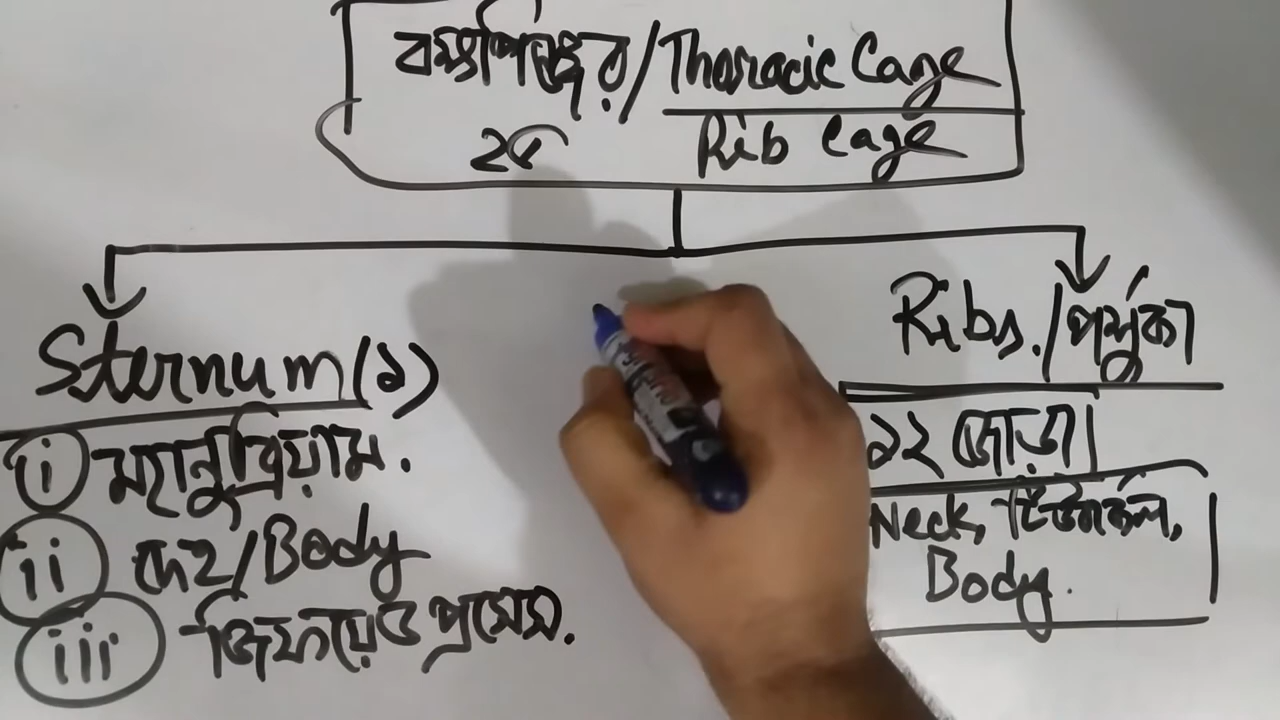 বক্ষপিঞ্জর/Thoracic Cage
২৫ Rib Cage
Sternum (১)
i ম্যানুব্রিয়াম.
ii দেহ/Body
iii জিফয়েড প্রসেস.
Ribs./পর্শুকা
১২ জোড়া
Neck, টিউবার্কল,
Body.